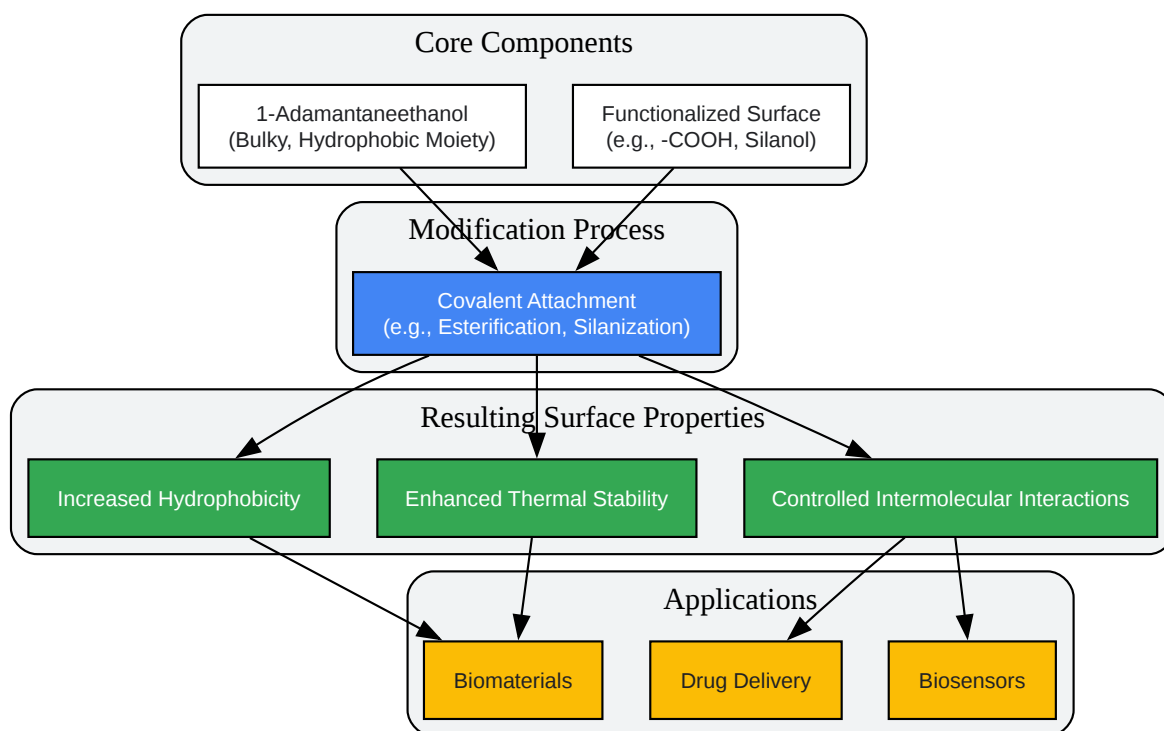 Core Components
1-Adamantaneethanol
(Bulky, Hydrophobic Moiety)
Functionalized Surface
(e.g., -COOH, Silanol)
Modification Process
Covalent Attachment
(e.g., Esterification, Silanization)
Resulting Surface Properties
Increased Hydrophobicity
Enhanced Thermal Stability
Controlled Intermolecular Interactions
Applications
Biomaterials
Drug Delivery
Biosensors